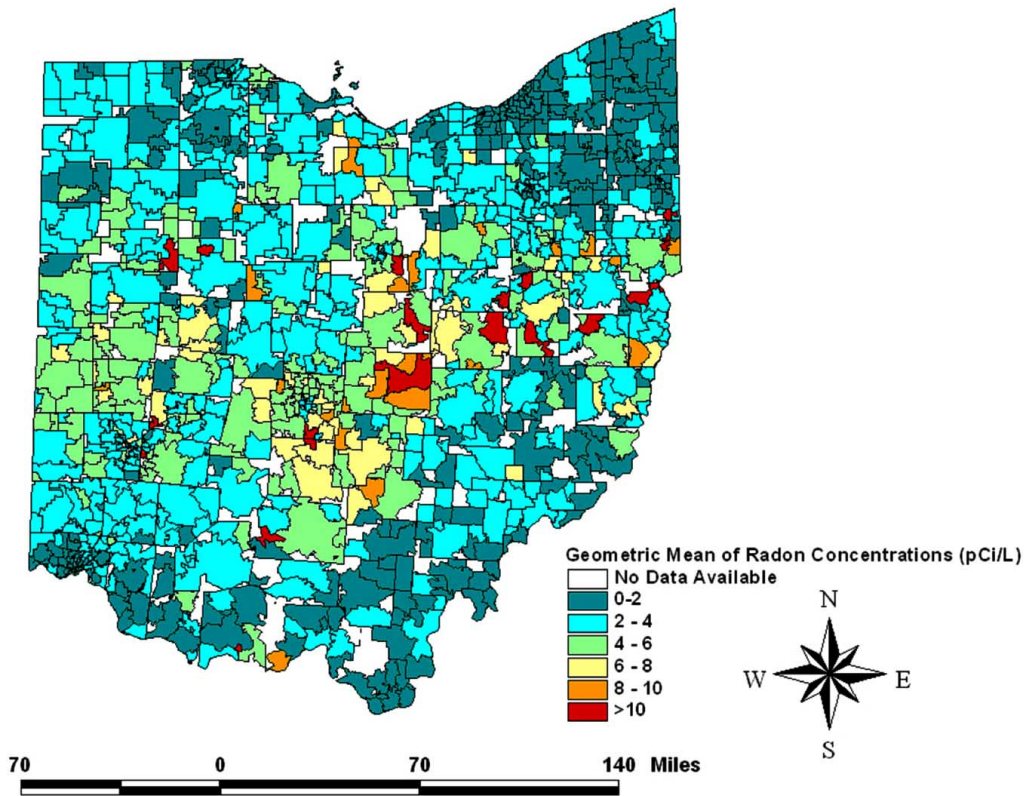 Geometric Mean of Radon Concentrations (pCi/L)
No Data Available
0-2
2 - 4
4 - 6
6 - 8
8 - 10
>10
N
W E
S
70 0 70 140 Miles